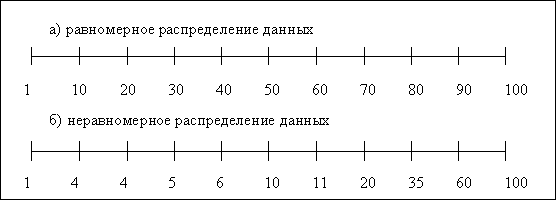 а) равномерное распределение данных
1 10 20 30 40 50 60 70 80 90 100
б) неравномерное распределение данных
1 4 4 5 6 10 11 20 35 60 100